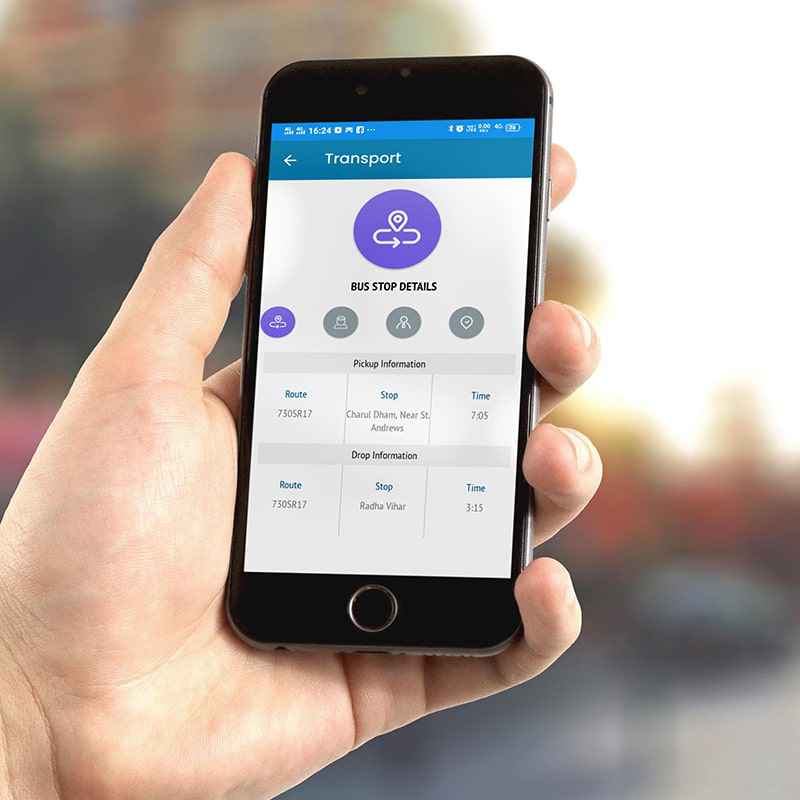 16:24
Transport
BUS STOP DETAILS
Pickup Information
Route Stop Time
730SR17 Charul Dham, Near St. Andrews 7:05
Drop Information
Route Stop Time
730SR17 Radha Vihar 3:15